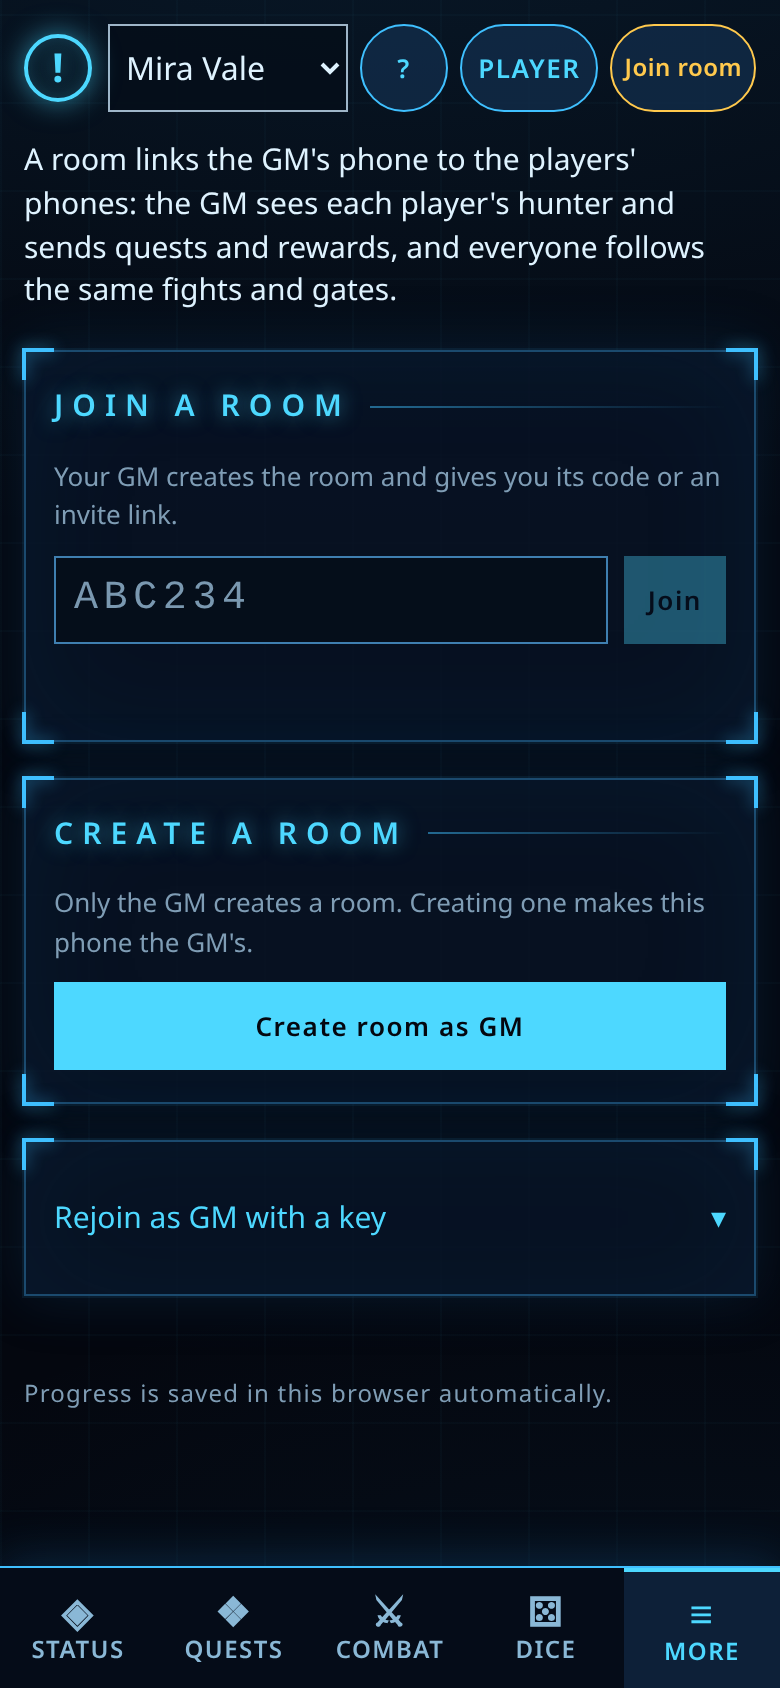 !
Mira Vale
?
PLAYER
Join room
A room links the GM's phone to the players'
phones: the GM sees each player's hunter and
sends quests and rewards, and everyone follows
the same fights and gates.
JOIN A ROOM
Your GM creates the room and gives you its code or an
invite link.
ABC234
Join
CREATE A ROOM
Only the GM creates a room. Creating one makes this
phone the GM's.
Create room as GM
Rejoin as GM with a key
Progress is saved in this browser automatically.
STATUS
QUESTS
COMBAT
DICE
MORE